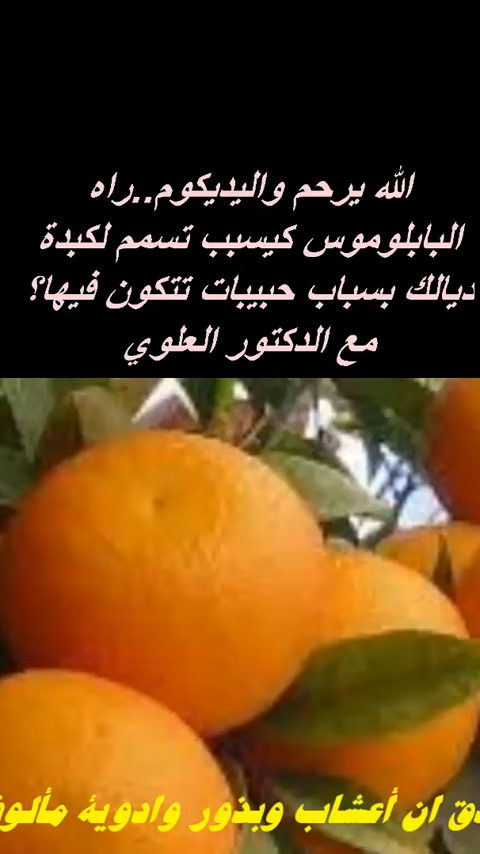 الله يرحم واليديكوم..راه
البابلوموس كيسبب تسمم لكبدة
ديالك بسباب حبيبات تتكون فيها؟
مع الدكتور العلوي
ان أعشاب وبذور وادوية